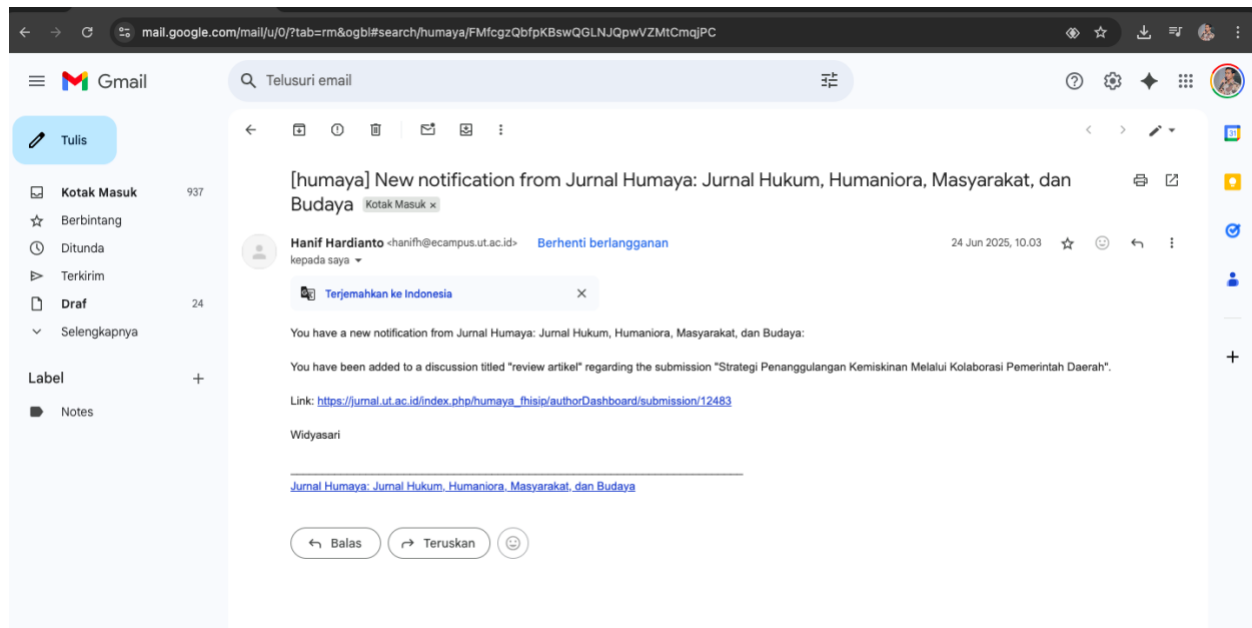 mail.google.com/mail/u/0/?tab=rm&ogbl#search/humaya/FMfcgzQbfpKBswQGLNJQpwVZMtCmqjPC
Gmail
Telusuri email
Tulis
Kotak Masuk 937
Berbintang
Ditunda
Terkirim
Draf 24
Selengkapnya
Label
Notes
[humaya] New notification from Jurnal Humaya: Jurnal Hukum, Humaniora, Masyarakat, dan
Budaya Kotak Masuk ×
Hanif Hardianto <hanifh@ecampus.ut.ac.id> Berhenti berlangganan 24 Jun 2025, 10.03
kepada saya
Terjemahkan ke Indonesia
You have a new notification from Jurnal Humaya: Jurnal Hukum, Humaniora, Masyarakat, dan Budaya:
You have been added to a discussion titled "review artikel" regarding the submission "Strategi Penanggulangan Kemiskinan Melalui Kolaborasi Pemerintah Daerah".
Link: https://jurnal.ut.ac.id/index.php/humaya_fhisip/authorDashboard/submission/12483
Widyasari
Jurnal Humaya: Jurnal Hukum, Humaniora, Masyarakat, dan Budaya
Balas
Teruskan
31